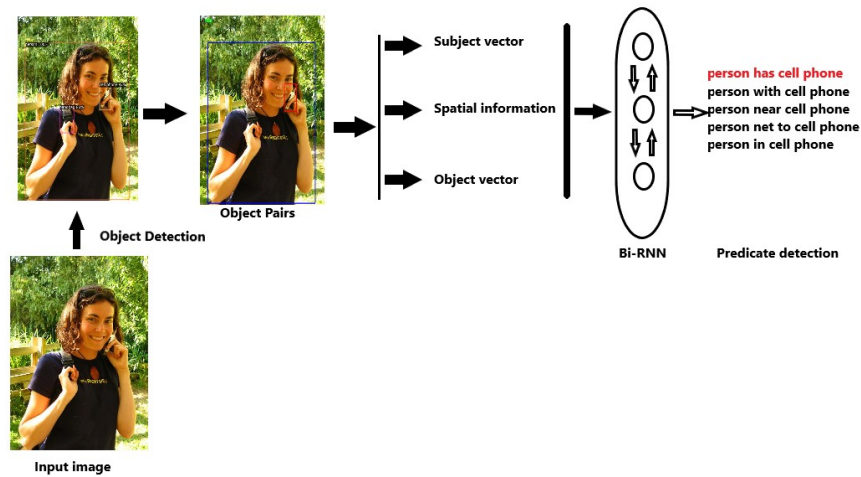 Subject vector
Spatial information
Object vector
person has cell phone
person with cell phone
person near cell phone
person net to cell phone
person in cell phone
Object Pairs
Object Detection
Bi-RNN
Predicate detection
Input image